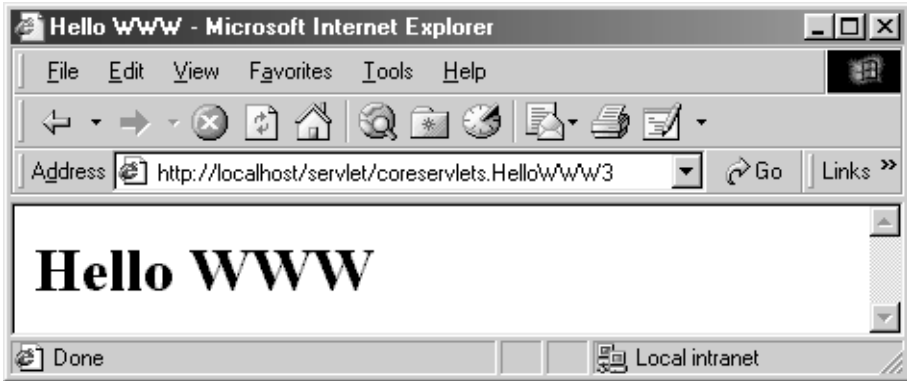 Hello WWW - Microsoft Internet Explorer
File Edit View Favorites Tools Help
Address http://localhost/servlet/coreservlets.HelloWWW3 Go Links »
Hello WWW
Done Local intranet